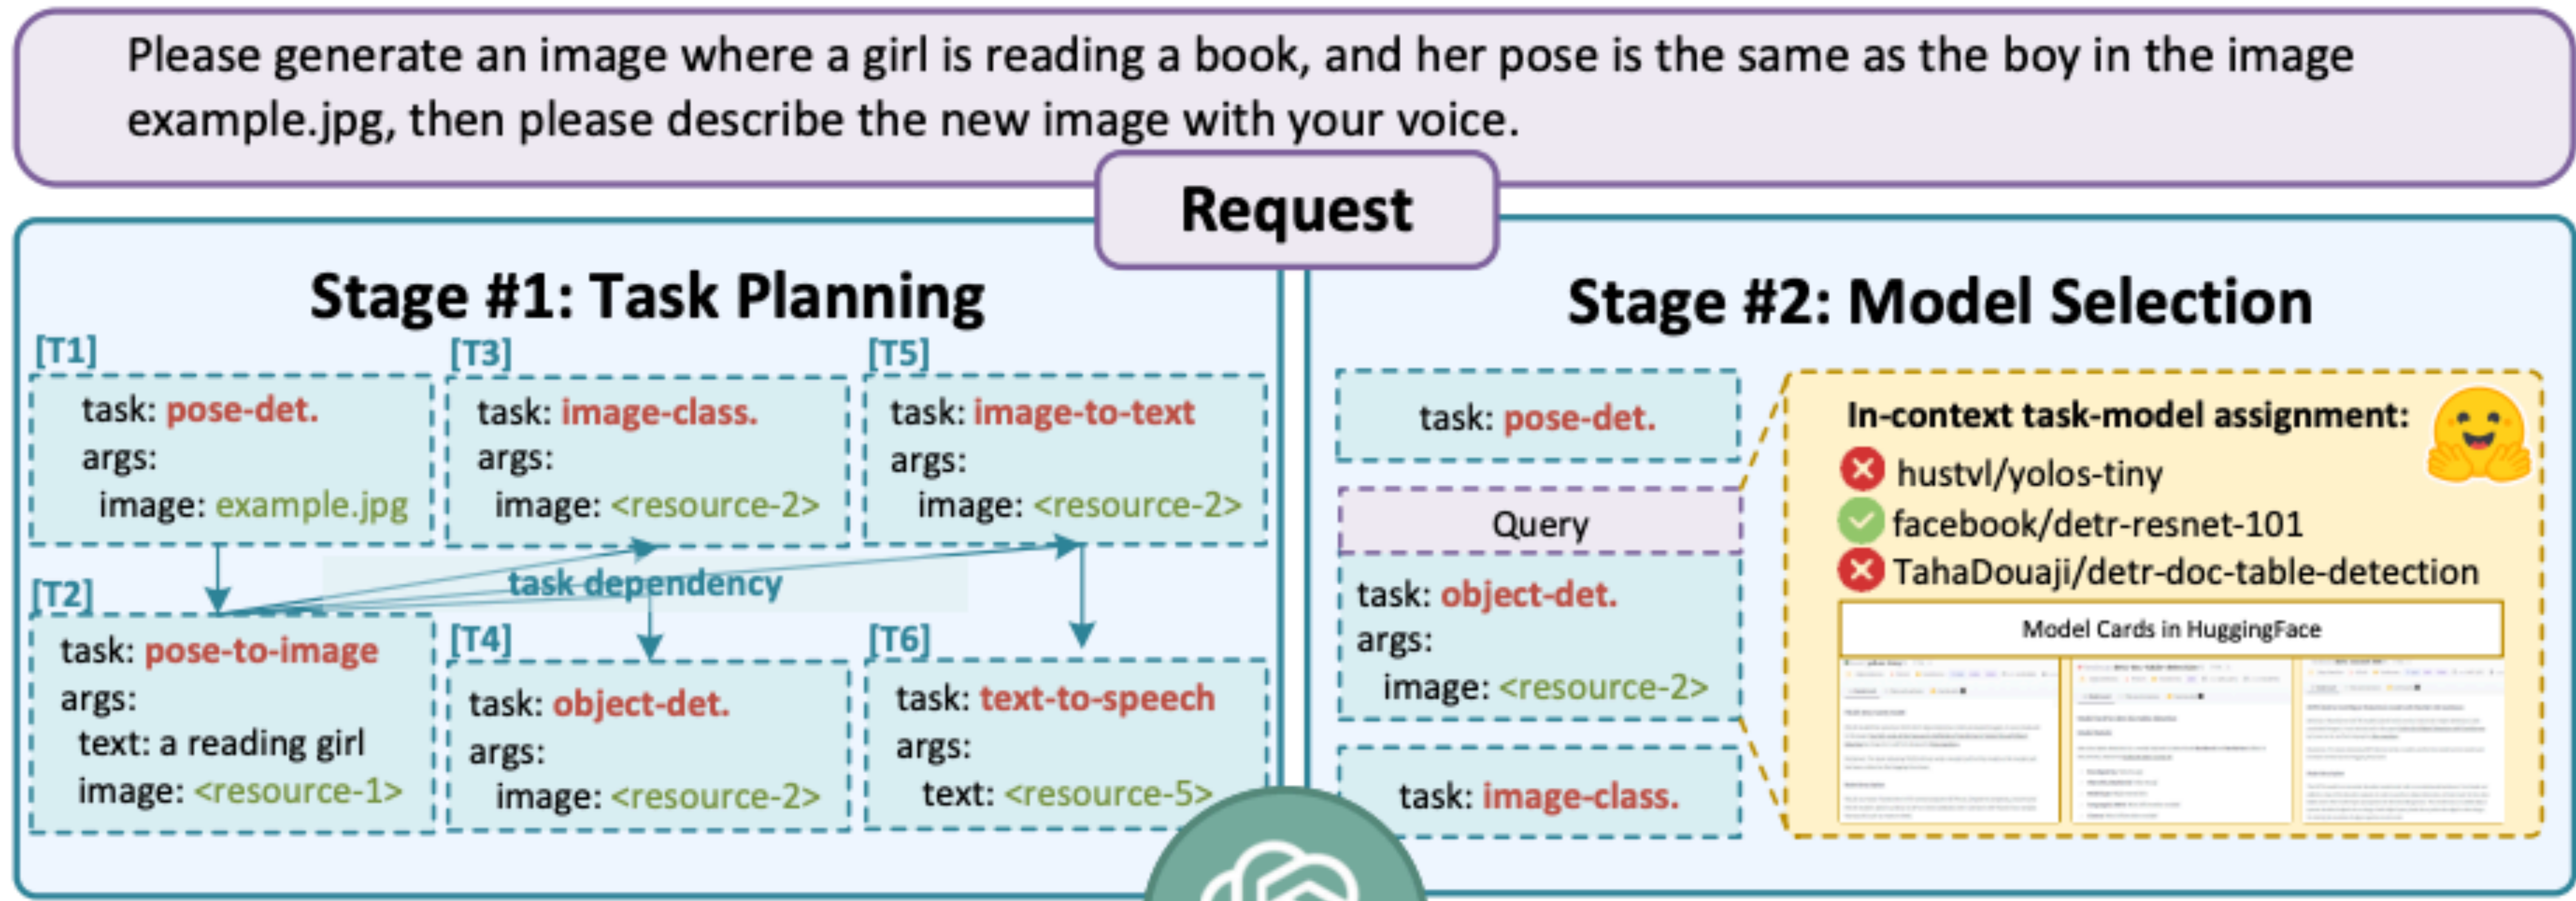 Please generate an image where a girl is reading a book, and her pose is the same as the boy in the image
example.jpg, then please describe the new image with your voice.
Request
Stage #1: Task Planning
[T1]
task: pose-det.
args:
image: example.jpg
[T2]
task: pose-to-image
args:
text: a reading girl
image: <resource-1>
[T3]
task: image-class.
args:
image: <resource-2>
task dependency
[T4]
task: object-det.
args:
image: <resource-2>
[T5]
task: image-to-text
args:
image: <resource-2>
[T6]
task: text-to-speech
args:
text: <resource-5>
Stage #2: Model Selection
task: pose-det.
Query
task: object-det.
args:
image: <resource-2>
task: image-class.
In-context task-model assignment:
hustvl/yolos-tiny
facebook/detr-resnet-101
TahaDouaji/detr-doc-table-detection
Model Cards in HuggingFace